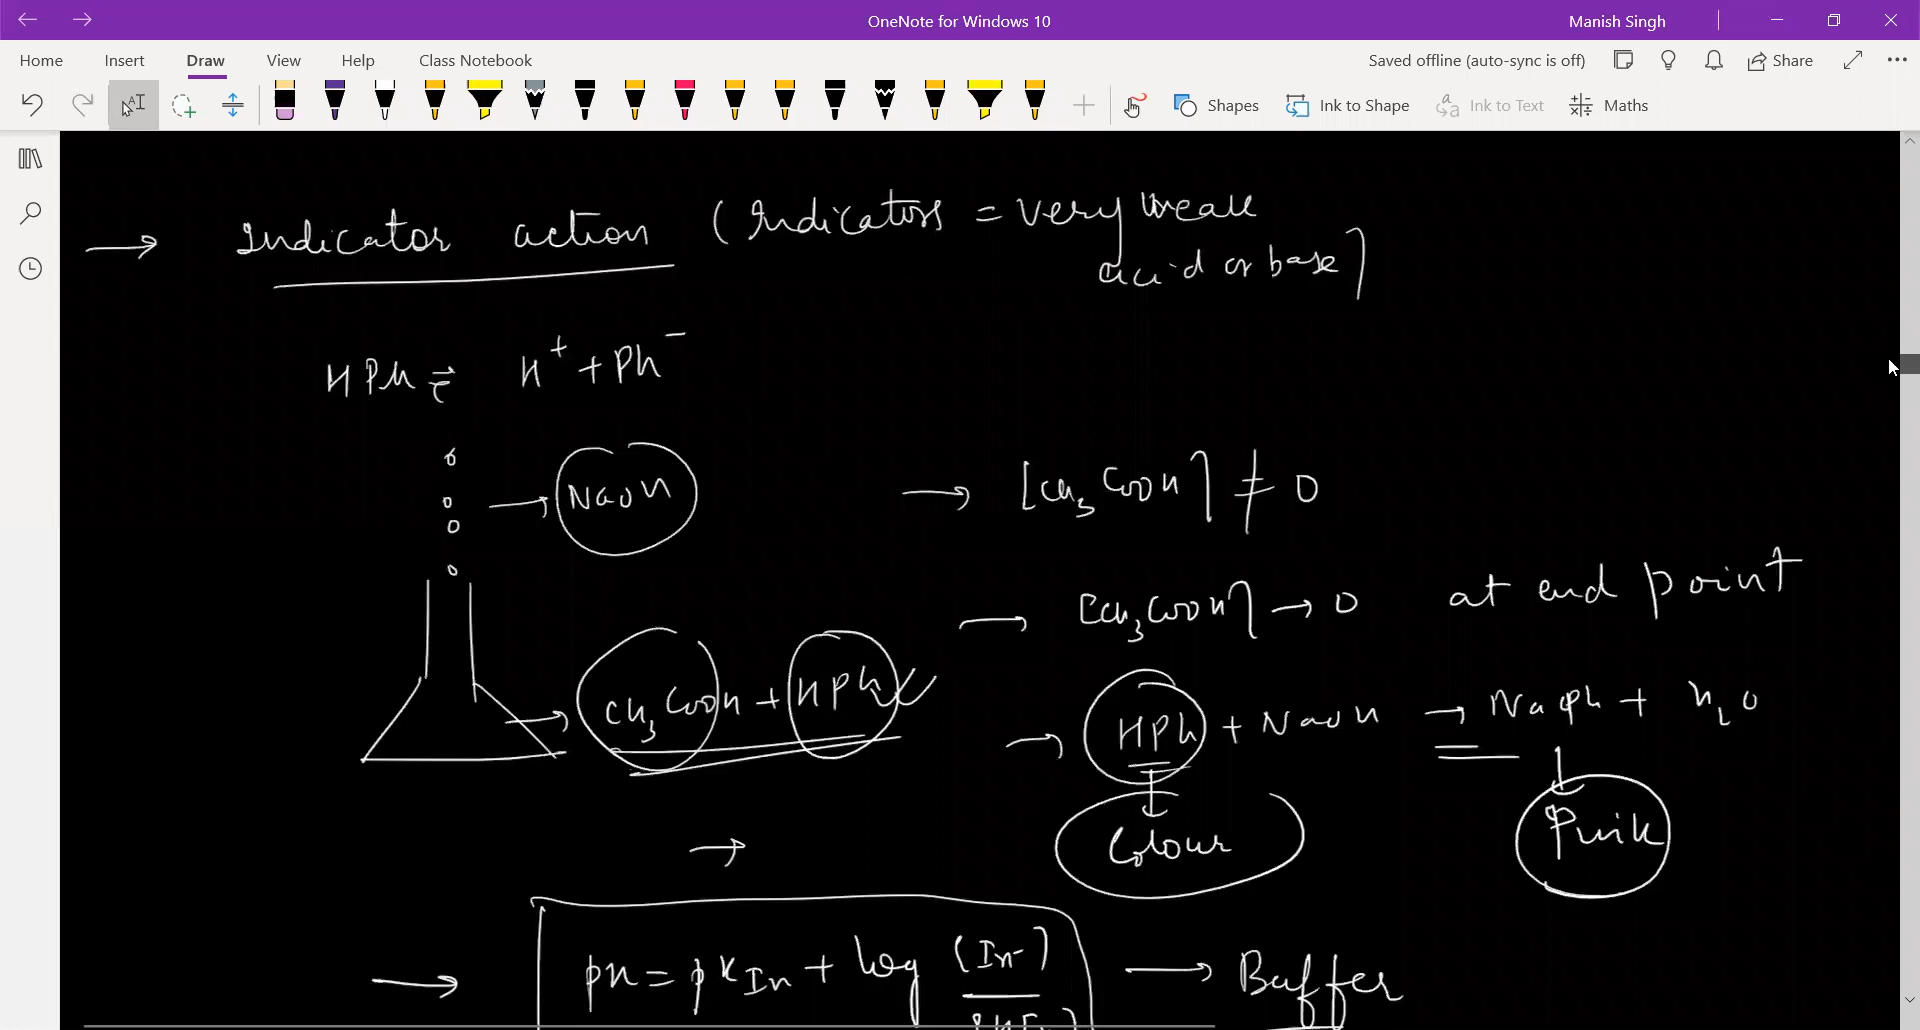 OneNote for Windows 10
Manish Singh
Home Insert Draw View Help Class Notebook
Saved offline (auto-sync is off) Share
Shapes Ink to Shape Ink to Text Maths
→ Indicator action (Indicators = very weak
acid or base]
HPh ⇌ H⁺ + Ph⁻
→ NaOH → [CH₃COOH] ≠ 0
→ [CH₃COOH] → 0 at end point
→ CH₃COOH + HPh
→ HPh + NaOH → NaPh + H₂O
→ Colour Pink
→ pH = pKIn + log [In⁻] → Buffer